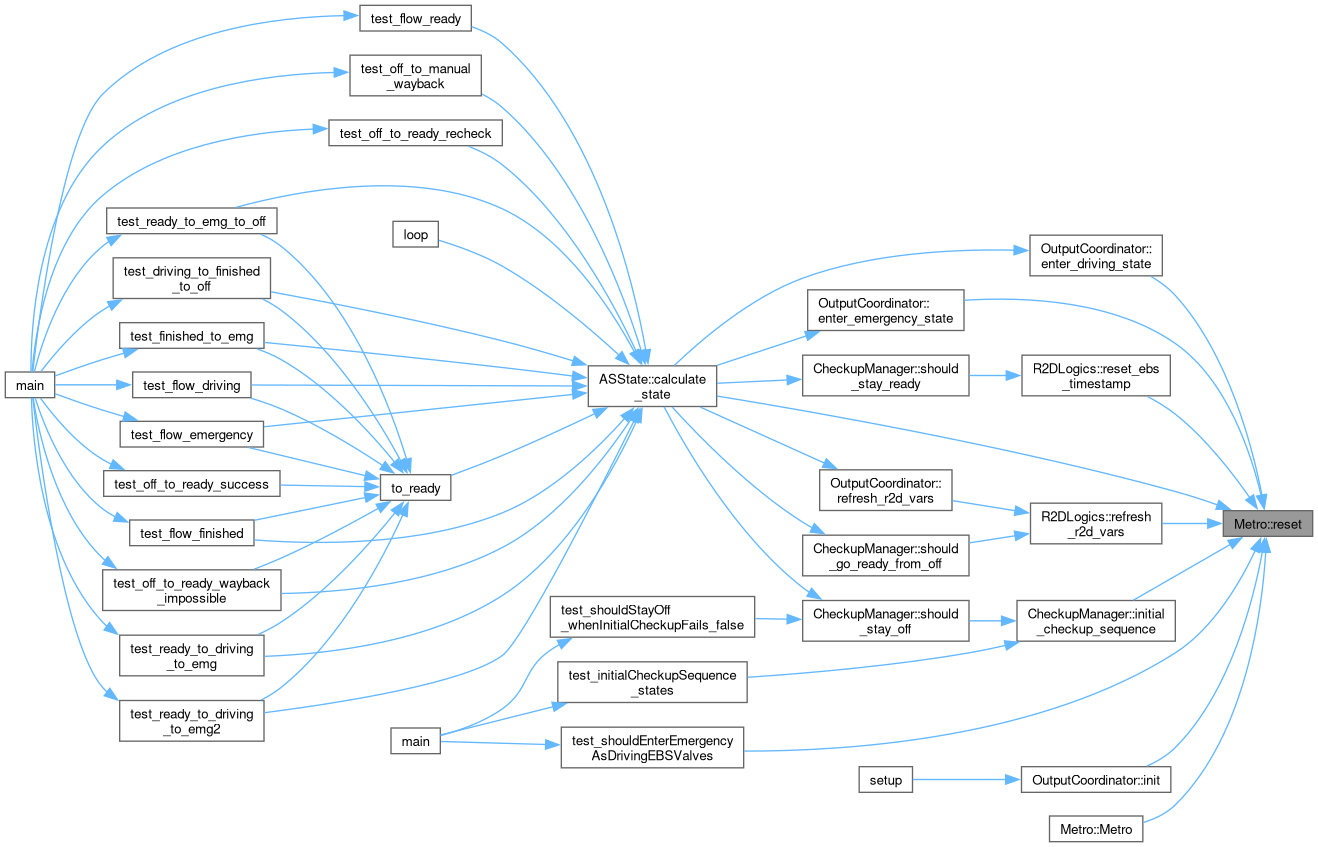 test_flow_ready
test_off_to_manual
_wayback
test_off_to_ready_recheck
test_ready_to_emg_to_off
loop
OutputCoordinator::
enter_driving_state
test_driving_to_finished
_to_off
OutputCoordinator::
enter_emergency_state
test_finished_to_emg
CheckupManager::should
_stay_ready
R2DLogics::reset_ebs
_timestamp
main
test_flow_driving
ASState::calculate
_state
test_flow_emergency
test_off_to_ready_success
to_ready
OutputCoordinator::
refresh_r2d_vars
R2DLogics::refresh
_r2d_vars
Metro::reset
test_flow_finished
CheckupManager::should
_go_ready_from_off
test_off_to_ready_wayback
_impossible
test_shouldStayOff
_whenInitialCheckupFails_false
CheckupManager::should
_stay_off
CheckupManager::initial
_checkup_sequence
test_ready_to_driving
_to_emg
test_initialCheckupSequence
_states
test_ready_to_driving
_to_emg2
main
test_shouldEnterEmergency
AsDrivingEBSValves
setup
OutputCoordinator::init
Metro::Metro